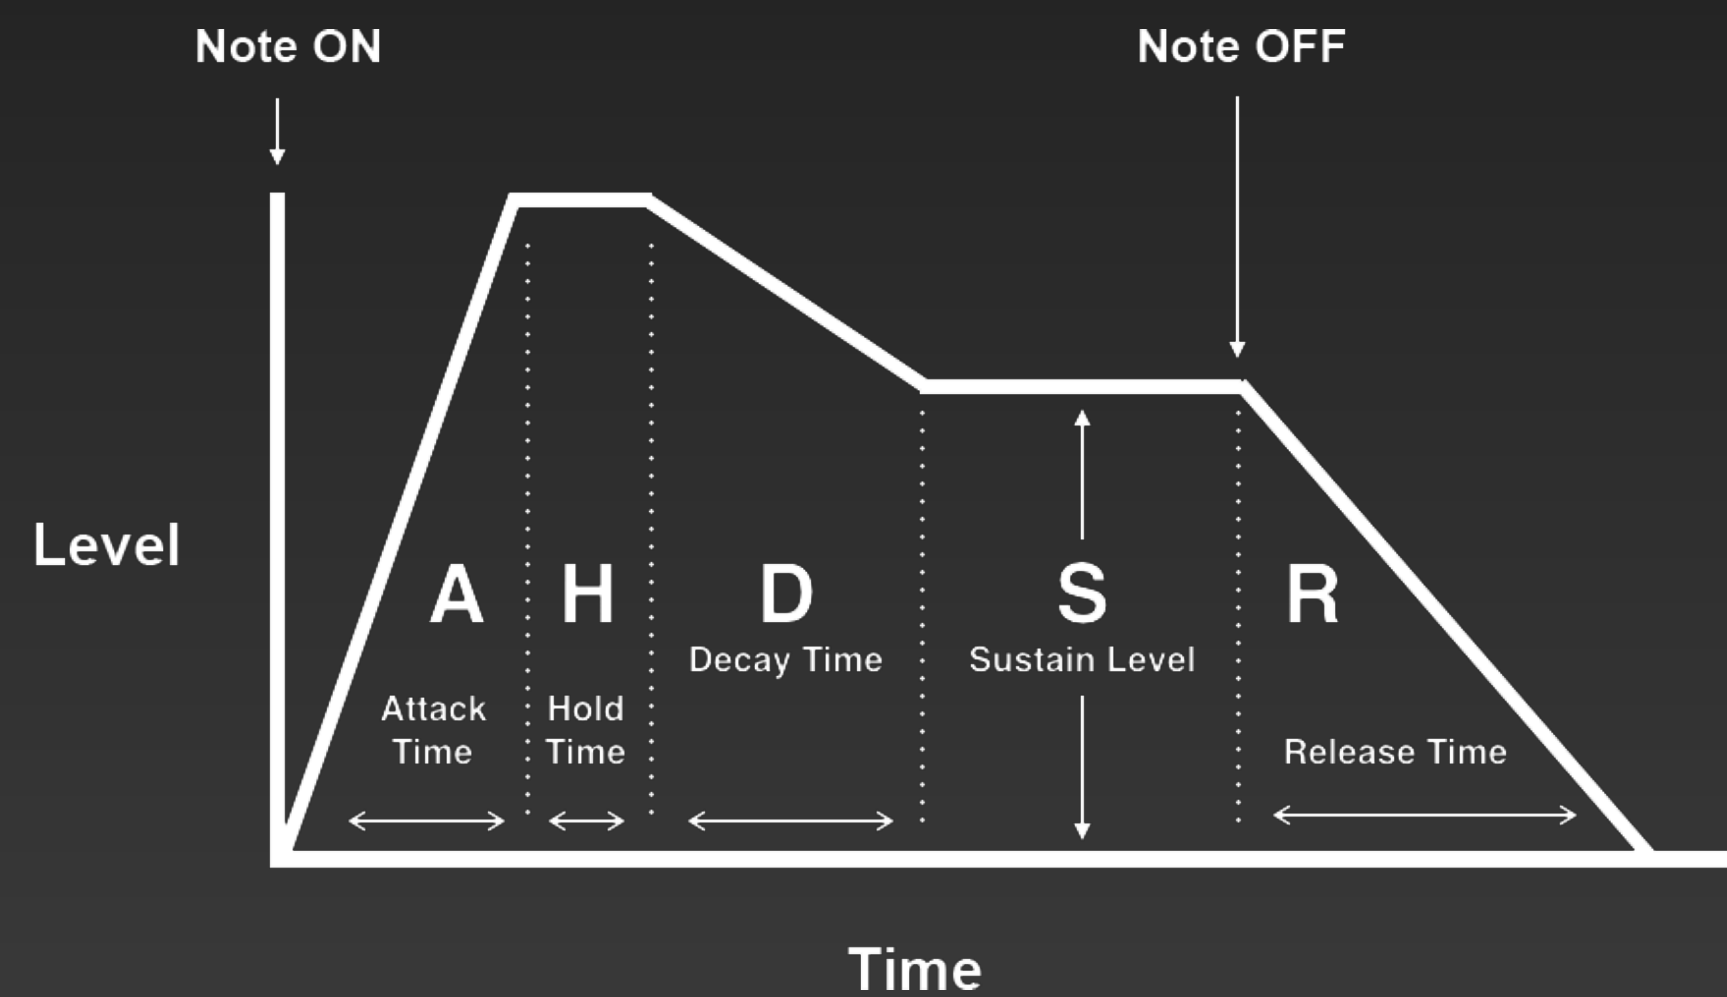 Note ON
Note OFF
Level
A
H
D
S
R
Decay Time
Sustain Level
Attack
Time
Hold
Time
Release Time
Time